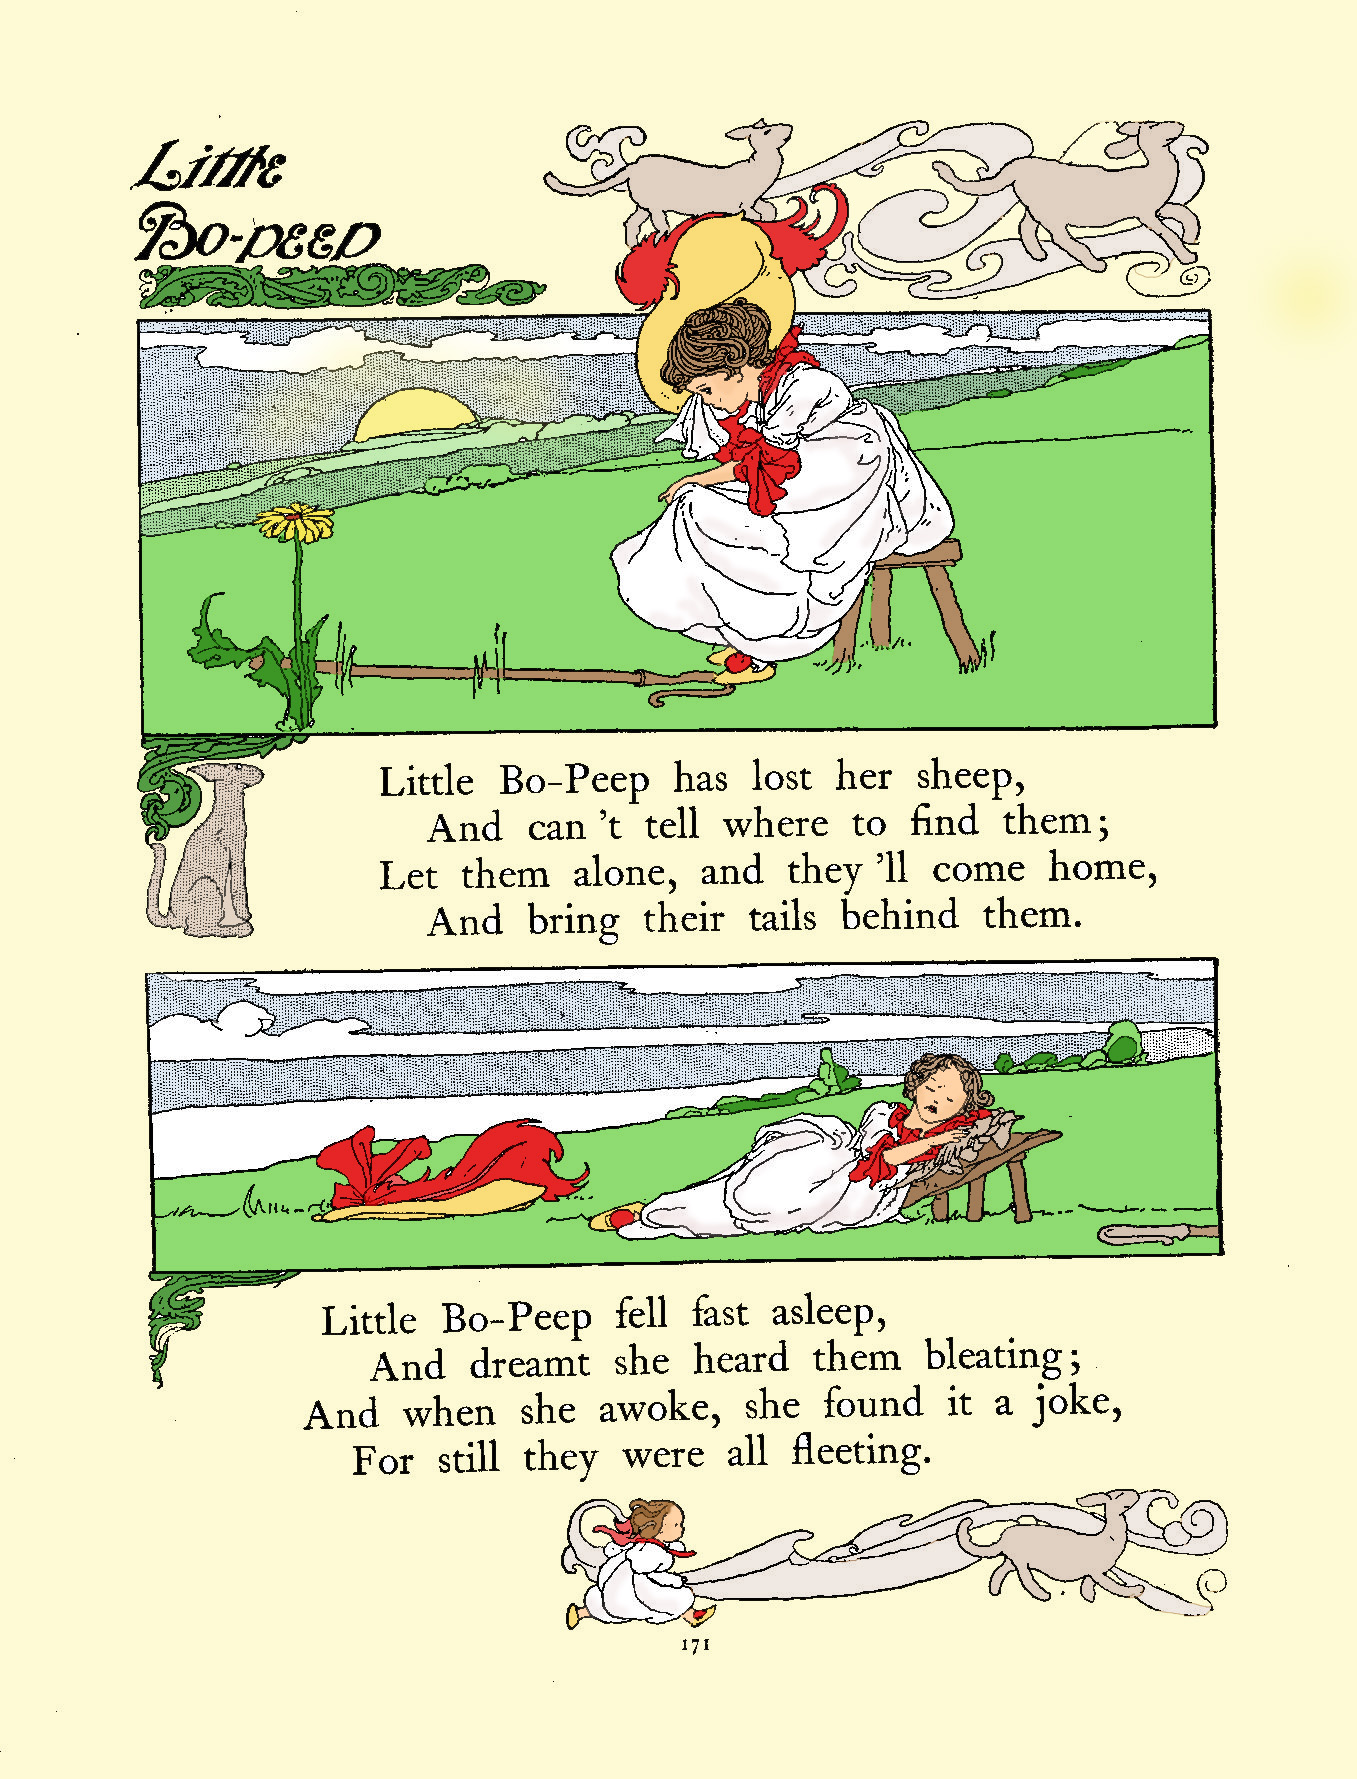 Little
Bo-peep
Little Bo-Peep has lost her sheep,
And can 't tell where to find them;
Let them alone, and they 'll come home,
And bring their tails behind them.
Little Bo-Peep fell fast asleep,
And dreamt she heard them bleating;
And when she awoke, she found it a joke,
For still they were all fleeting.
171